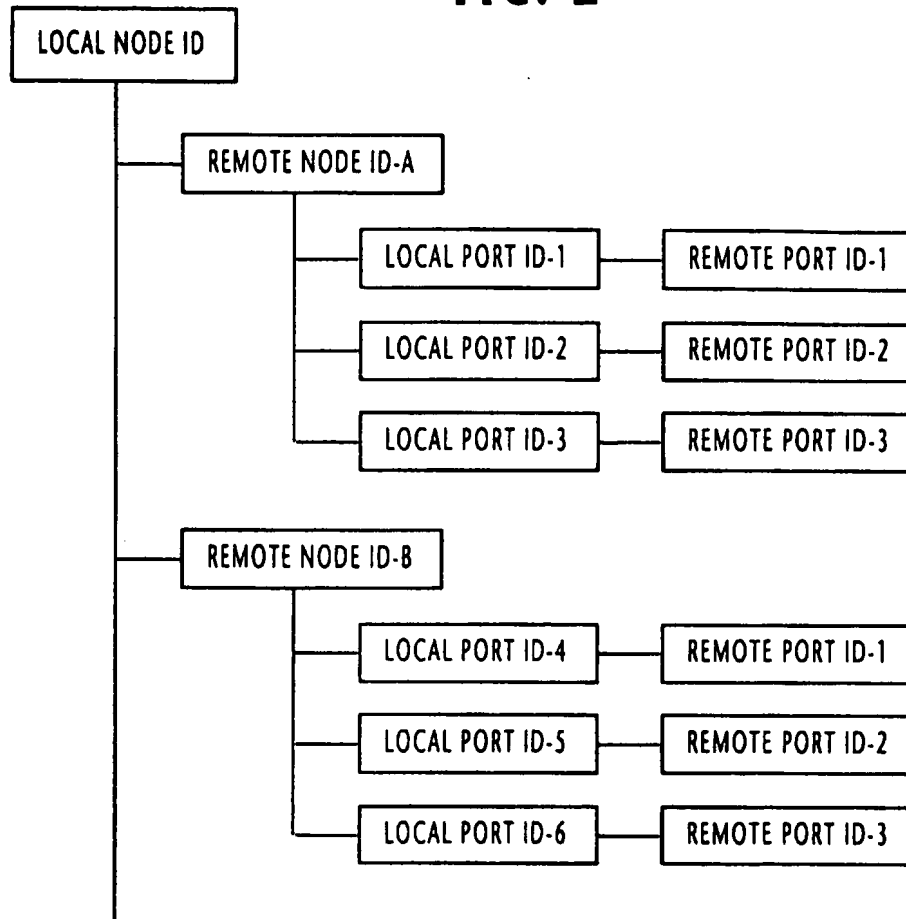 LOCAL NODE ID
REMOTE NODE ID-A
LOCAL PORT ID-1 REMOTE PORT ID-1
LOCAL PORT ID-2 REMOTE PORT ID-2
LOCAL PORT ID-3 REMOTE PORT ID-3
REMOTE NODE ID-B
LOCAL PORT ID-4 REMOTE PORT ID-1
LOCAL PORT ID-5 REMOTE PORT ID-2
LOCAL PORT ID-6 REMOTE PORT ID-3